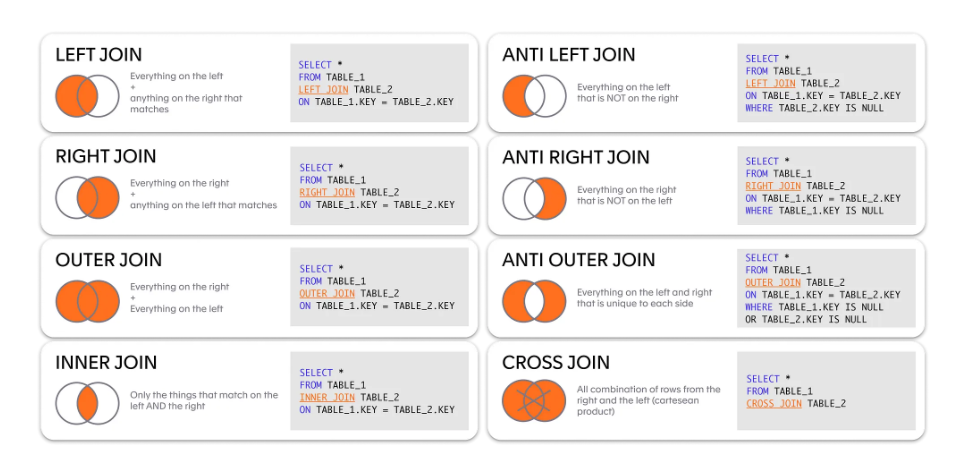 LEFT JOIN
Everything on the left
+
anything on the right that
matches
SELECT *
FROM TABLE_1
LEFT JOIN TABLE_2
ON TABLE_1.KEY = TABLE_2.KEY
ANTI LEFT JOIN
Everything on the left
that is NOT on the right
SELECT *
FROM TABLE_1
LEFT JOIN TABLE_2
ON TABLE_1.KEY = TABLE_2.KEY
WHERE TABLE_2.KEY IS NULL
RIGHT JOIN
Everything on the right
+
anything on the left that matches
SELECT *
FROM TABLE_1
RIGHT JOIN TABLE_2
ON TABLE_1.KEY = TABLE_2.KEY
ANTI RIGHT JOIN
Everything on the right
that is NOT on the left
SELECT *
FROM TABLE_1
RIGHT JOIN TABLE_2
ON TABLE_1.KEY = TABLE_2.KEY
WHERE TABLE_1.KEY IS NULL
OUTER JOIN
Everything on the right
+
Everything on the left
SELECT *
FROM TABLE_1
OUTER JOIN TABLE_2
ON TABLE_1.KEY = TABLE_2.KEY
ANTI OUTER JOIN
Everything on the left and right
that is unique to each side
SELECT *
FROM TABLE_1
OUTER JOIN TABLE_2
ON TABLE_1.KEY = TABLE_2.KEY
WHERE TABLE_1.KEY IS NULL
OR TABLE_2.KEY IS NULL
INNER JOIN
Only the things that match on the
left AND the right
SELECT *
FROM TABLE_1
INNER JOIN TABLE_2
ON TABLE_1.KEY = TABLE_2.KEY
CROSS JOIN
All combination of rows from the
right and the left (cartesean
product)
SELECT *
FROM TABLE_1
CROSS JOIN TABLE_2